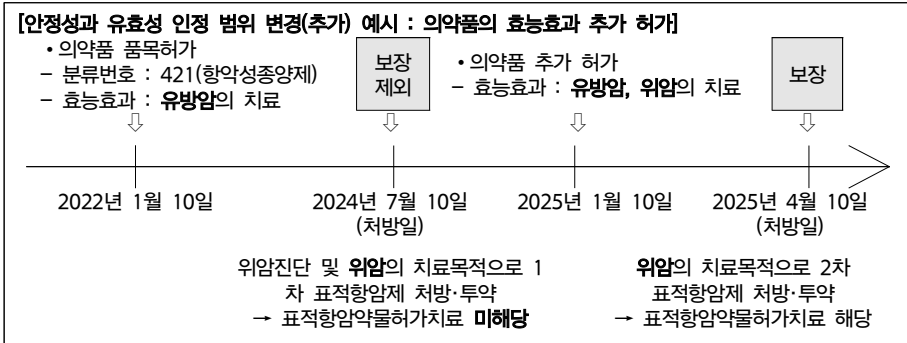 [안정성과 유효성 인정 범위 변경(추가) 예시 : 의약품의 효능효과 추가 허가]
• 의약품 품목허가
– 분류번호 : 421(항악성종양제)
– 효능효과 : 유방암의 치료
보장
제외
• 의약품 추가 허가
– 효능효과 : 유방암, 위암의 치료
보장
2022년 1월 10일
2024년 7월 10일
(처방일)
2025년 1월 10일
2025년 4월 10일
(처방일)
위암진단 및 위암의 치료목적으로 1
차 표적항암제 처방·투약
→ 표적항암약물허가치료 미해당
위암의 치료목적으로 2차
표적항암제 처방·투약
→ 표적항암약물허가치료 해당